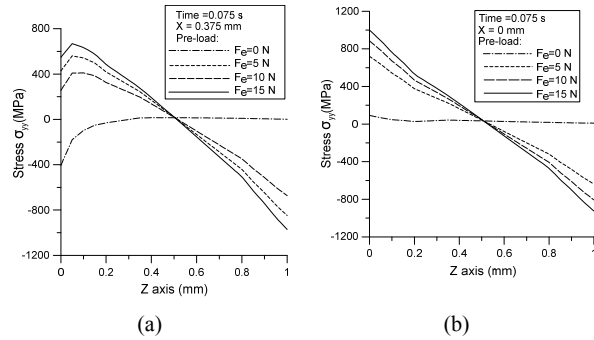 Time =0.075 s
X = 0.375 mm
Pre-load:
Fe=0 N
Fe=5 N
Fe=10 N
Fe=15 N
800
400
0
-400
-800
-1200
Stress σyy(MPa)
0 0.2 0.4 0.6 0.8 1
Z axis (mm)
(a)
Time =0.075 s
X = 0 mm
Pre-load:
Fe=0 N
Fe=5 N
Fe=10 N
Fe=15 N
1200
800
400
0
-400
-800
-1200
Stress σyy(MPa)
0 0.2 0.4 0.6 0.8 1
Z axis (mm)
(b)